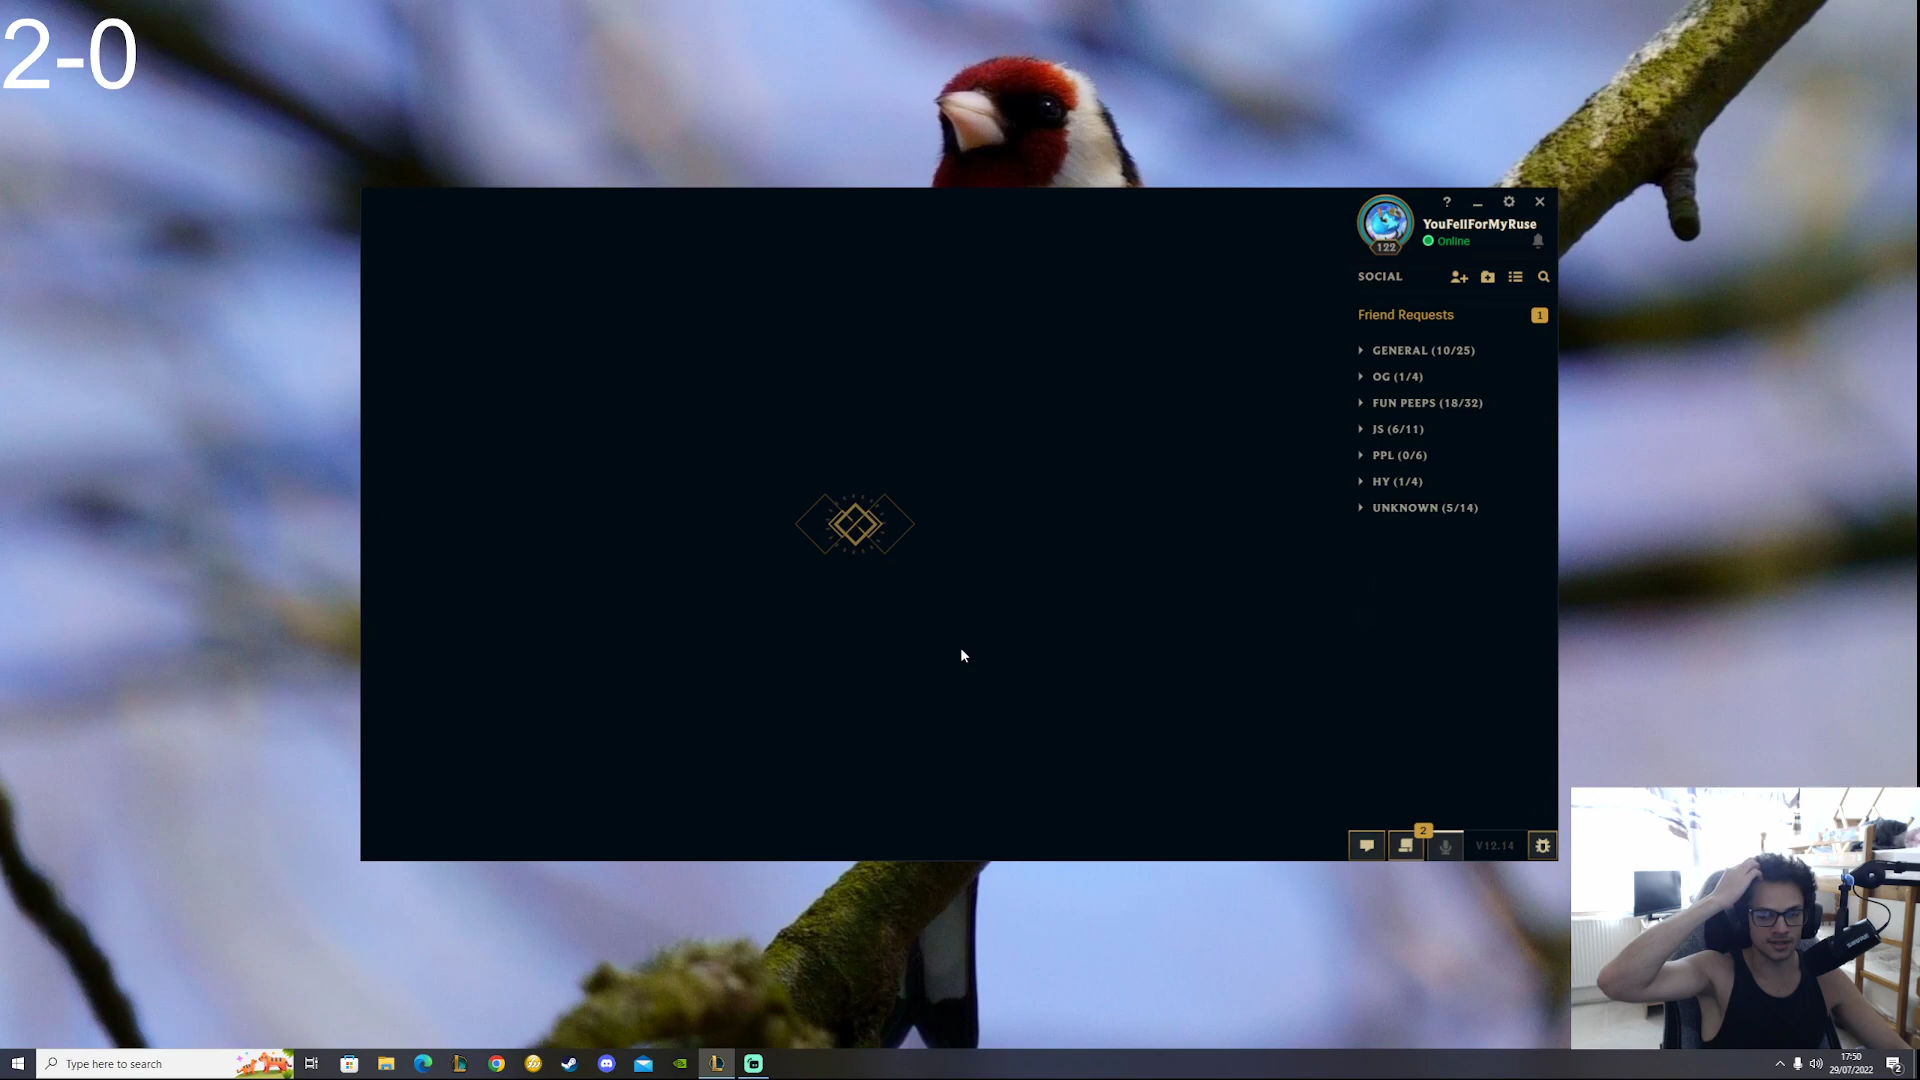 2-0
?
YouFellForMyRuse
Online
122
SOCIAL
Friend Requests
1
GENERAL (10/25)
OG (1/4)
FUN PEEPS (18/32)
JS (6/11)
PPL (0/6)
HY (1/4)
UNKNOWN (5/14)
2
V12.14
SHURE
Type here to search
17:50
29/07/2022
2